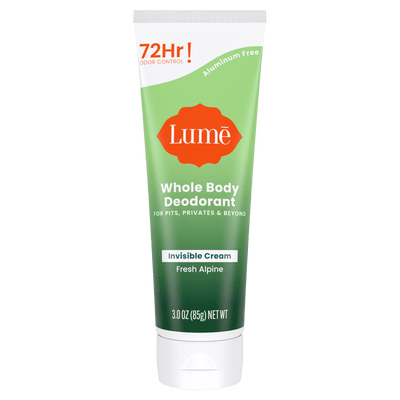 72Hr!
ODOR CONTROL
Aluminum Free
Lumē
Whole Body
Deodorant
FOR PITS, PRIVATES & BEYOND
Invisible Cream
Fresh Alpine
3.0 OZ (85g) NET WT